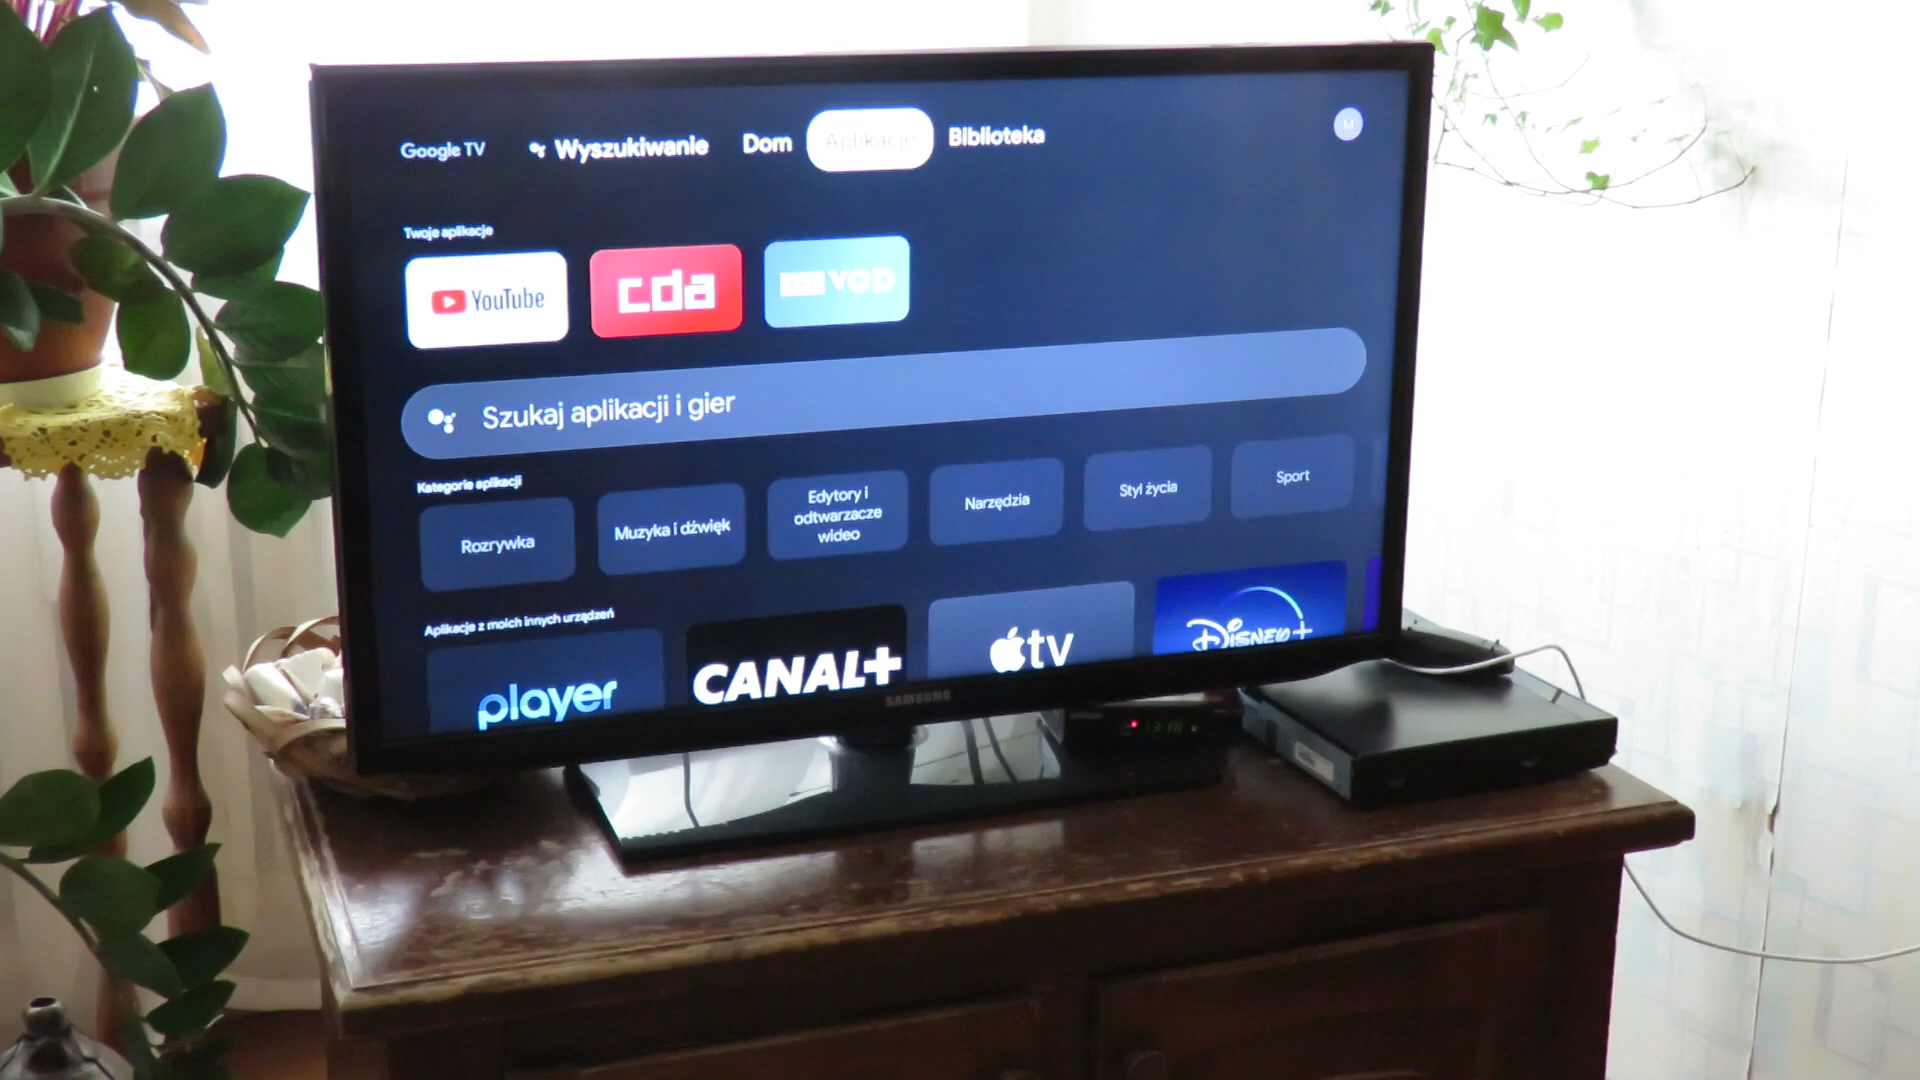 Google TV Wyszukiwanie Dom Aplikacje Biblioteka M
Twoje aplikacje
YouTube cda VOD
Szukaj aplikacji i gier
Kategorie aplikacji
Rozrywka
Muzyka i dźwięk
Edytory i
odtwarzacze
wideo
Narzędzia
Styl życia
Sport
Aplikacje z moich innych urządzeń
player CANAL+ tv Disney+
SAMSUNG